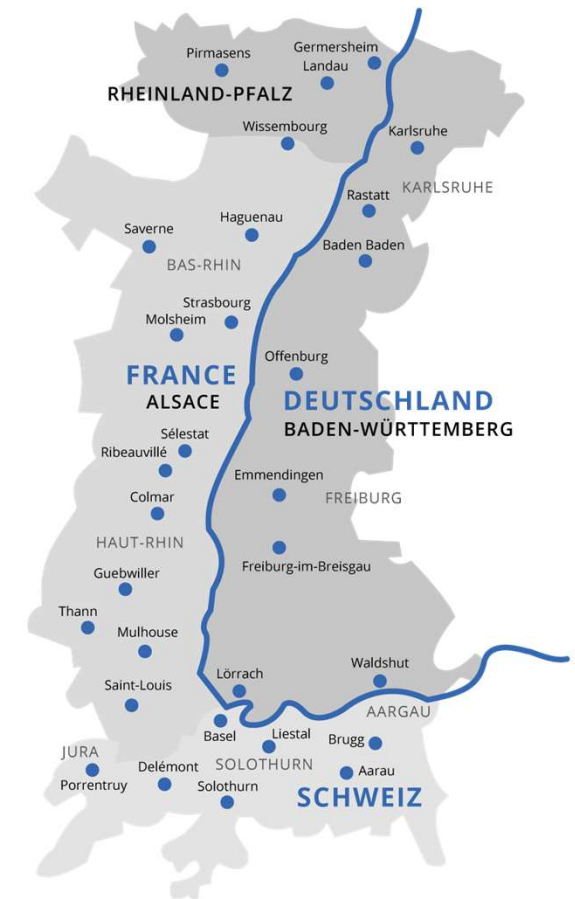 Pirmasens
Germersheim
Landau
RHEINLAND-PFALZ
Wissembourg
Karlsruhe
KARLSRUHE
Rastatt
Haguenau
Saverne
Baden Baden
BAS-RHIN
Strasbourg
Molsheim
Offenburg
FRANCE
ALSACE
DEUTSCHLAND
BADEN-WÜRTTEMBERG
Sélestat
Ribeauvillé
Emmendingen
Colmar
FREIBURG
HAUT-RHIN
Freiburg-im-Breisgau
Guebwiller
Thann
Mulhouse
Waldshut
Lörrach
Saint-Louis
AARGAU
Basel
Liestal
Brugg
JURA
SOLOTHURN
Delémont
Aarau
Porrentruy
Solothurn
SCHWEIZ